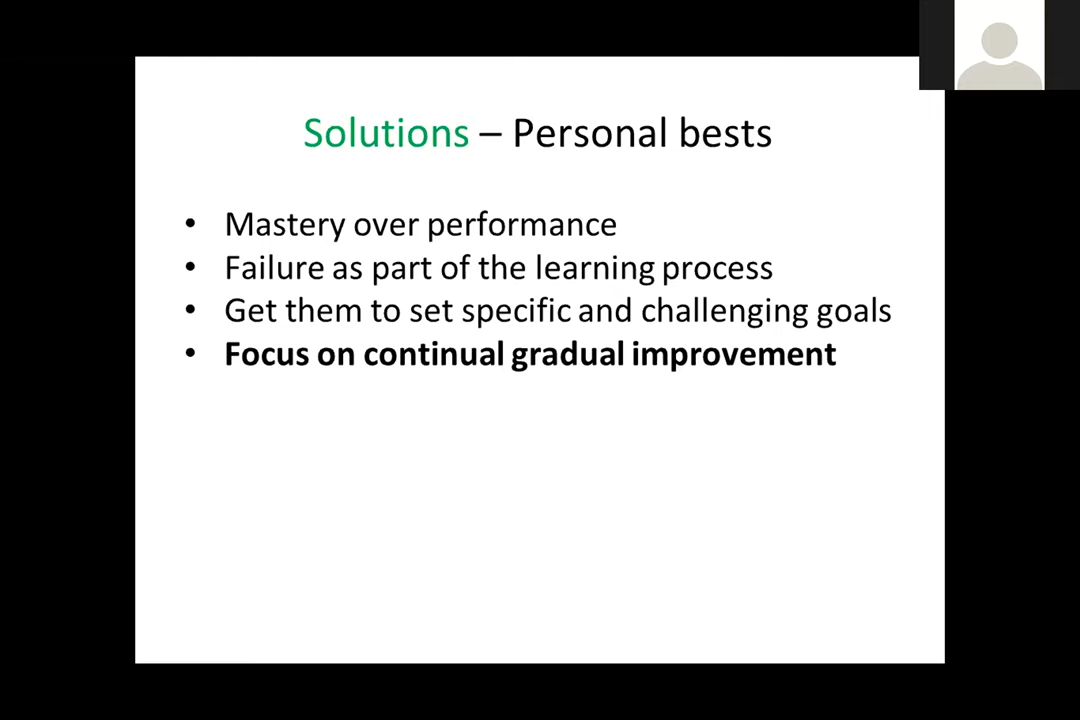 Solutions – Personal bests
• Mastery over performance
• Failure as part of the learning process
• Get them to set specific and challenging goals
• Focus on continual gradual improvement